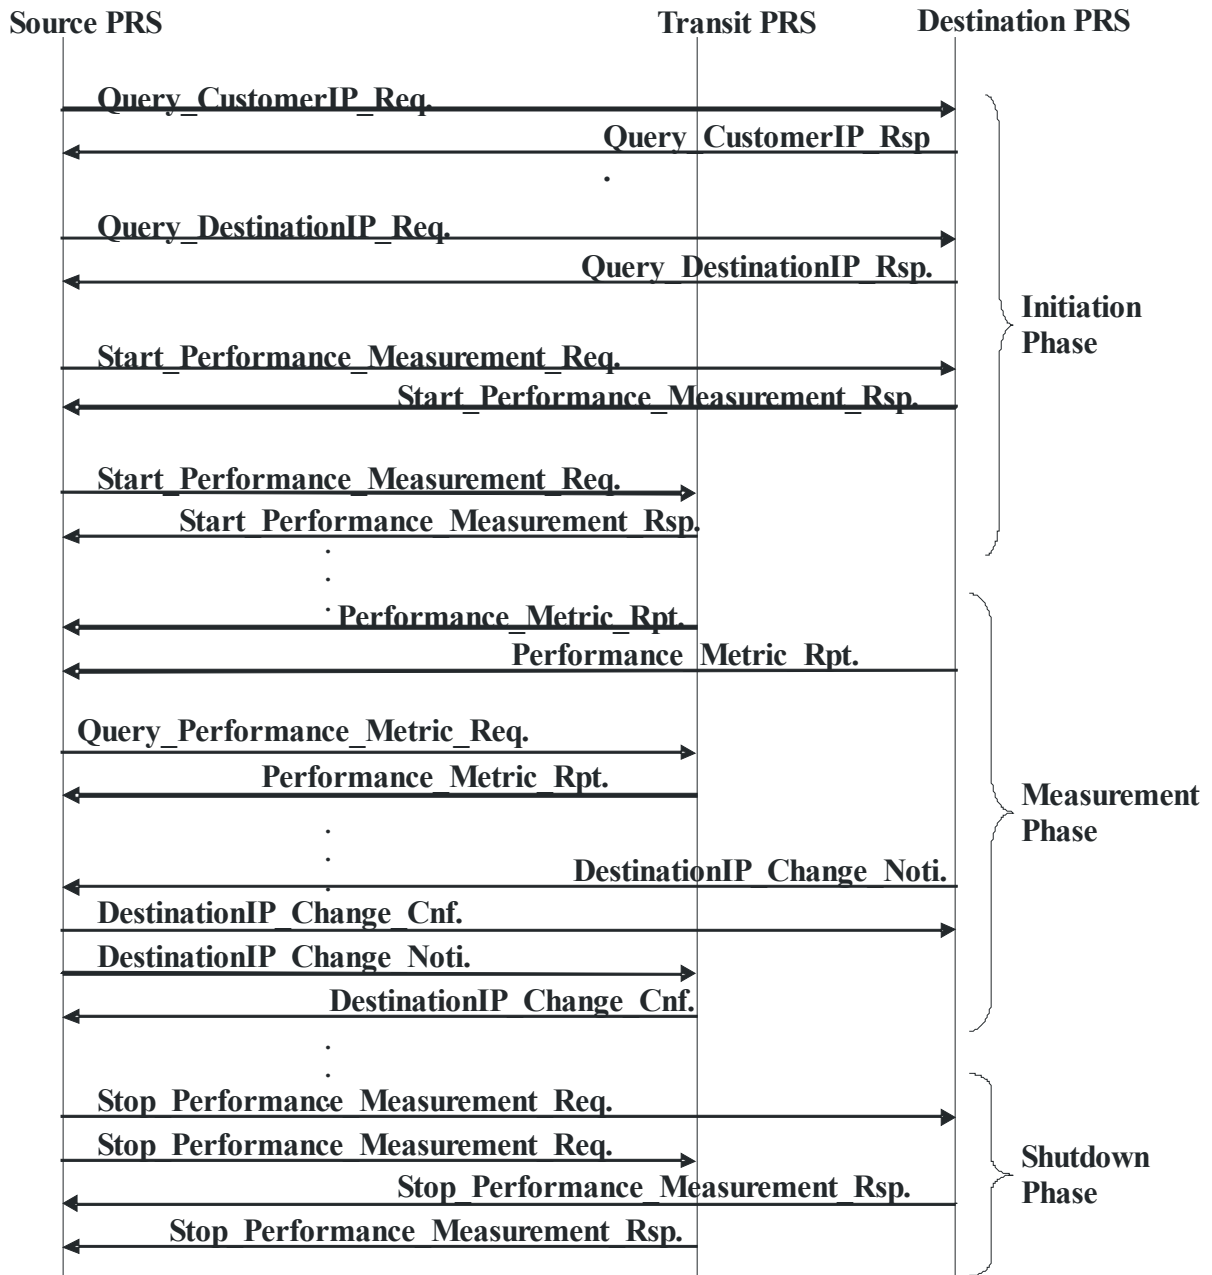 Source PRS
Transit PRS
Destination PRS
Query_CustomerIP_Req.
Query_CustomerIP_Rsp
.
Query_DestinationIP_Req.
Query_DestinationIP_Rsp.
Initiation
Phase
Start_Performance_Measurement_Req.
Start_Performance_Measurement_Rsp.
Start_Performance_Measurement_Req.
Start_Performance_Measurement_Rsp.
.
.
.
Performance_Metric_Rpt.
Performance_Metric_Rpt.
Query_Performance_Metric_Req.
Performance_Metric_Rpt.
Measurement
Phase
.
.
.
DestinationIP_Change_Noti.
DestinationIP_Change_Cnf.
DestinationIP_Change_Noti.
DestinationIP_Change_Cnf.
.
.
.
Stop_Performance_Measurement_Req.
Stop_Performance_Measurement_Req.
Shutdown
Phase
Stop_Performance_Measurement_Rsp.
Stop_Performance_Measurement_Rsp.